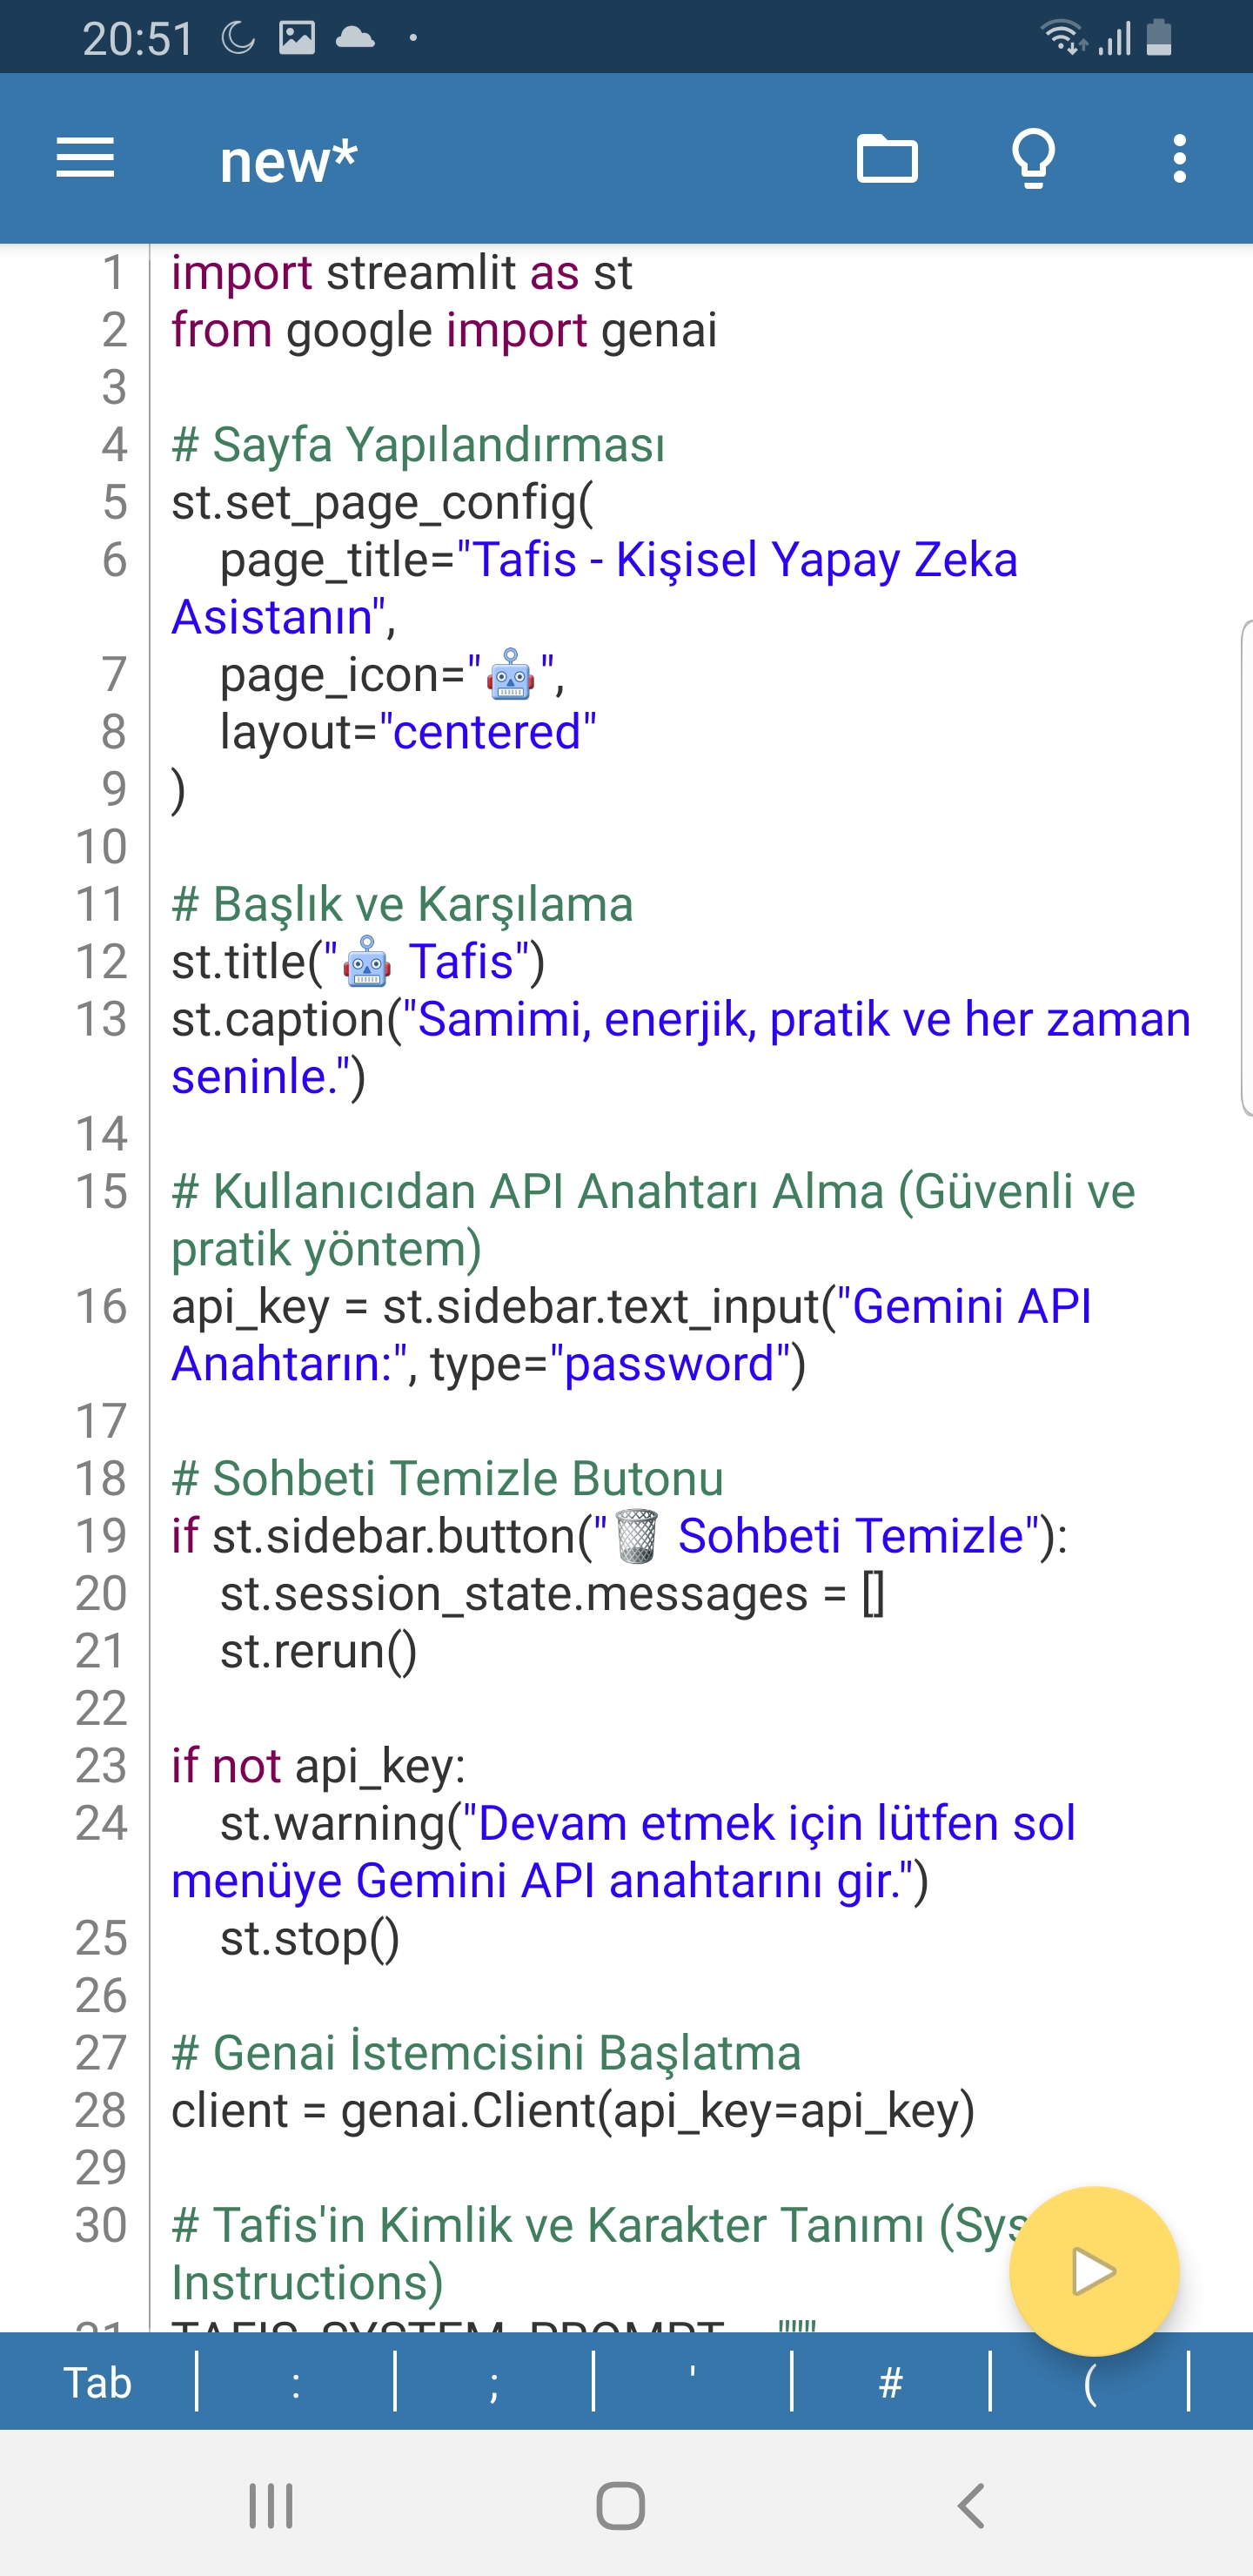 20:51
new*
1 import streamlit as st
2 from google import genai
3
4 # Sayfa Yapılandırması
5 st.set_page_config(
6 page_title="Tafis - Kişisel Yapay Zeka
Asistanın",
7 page_icon="🤖",
8 layout="centered"
9 )
10
11 # Başlık ve Karşılama
12 st.title("🤖 Tafis")
13 st.caption("Samimi, enerjik, pratik ve her zaman
seninle.")
14
15 # Kullanıcıdan API Anahtarı Alma (Güvenli ve
pratik yöntem)
16 api_key = st.sidebar.text_input("Gemini API
Anahtarın:", type="password")
17
18 # Sohbeti Temizle Butonu
19 if st.sidebar.button("🗑️ Sohbeti Temizle"):
20 st.session_state.messages = []
21 st.rerun()
22
23 if not api_key:
24 st.warning("Devam etmek için lütfen sol
menüye Gemini API anahtarını gir.")
25 st.stop()
26
27 # Genai İstemcisini Başlatma
28 client = genai.Client(api_key=api_key)
29
30 # Tafis'in Kimlik ve Karakter Tanımı (Sys
Instructions)
31 TAFIS_SYSTEM_PROMPT = """
Tab : ; ' # (